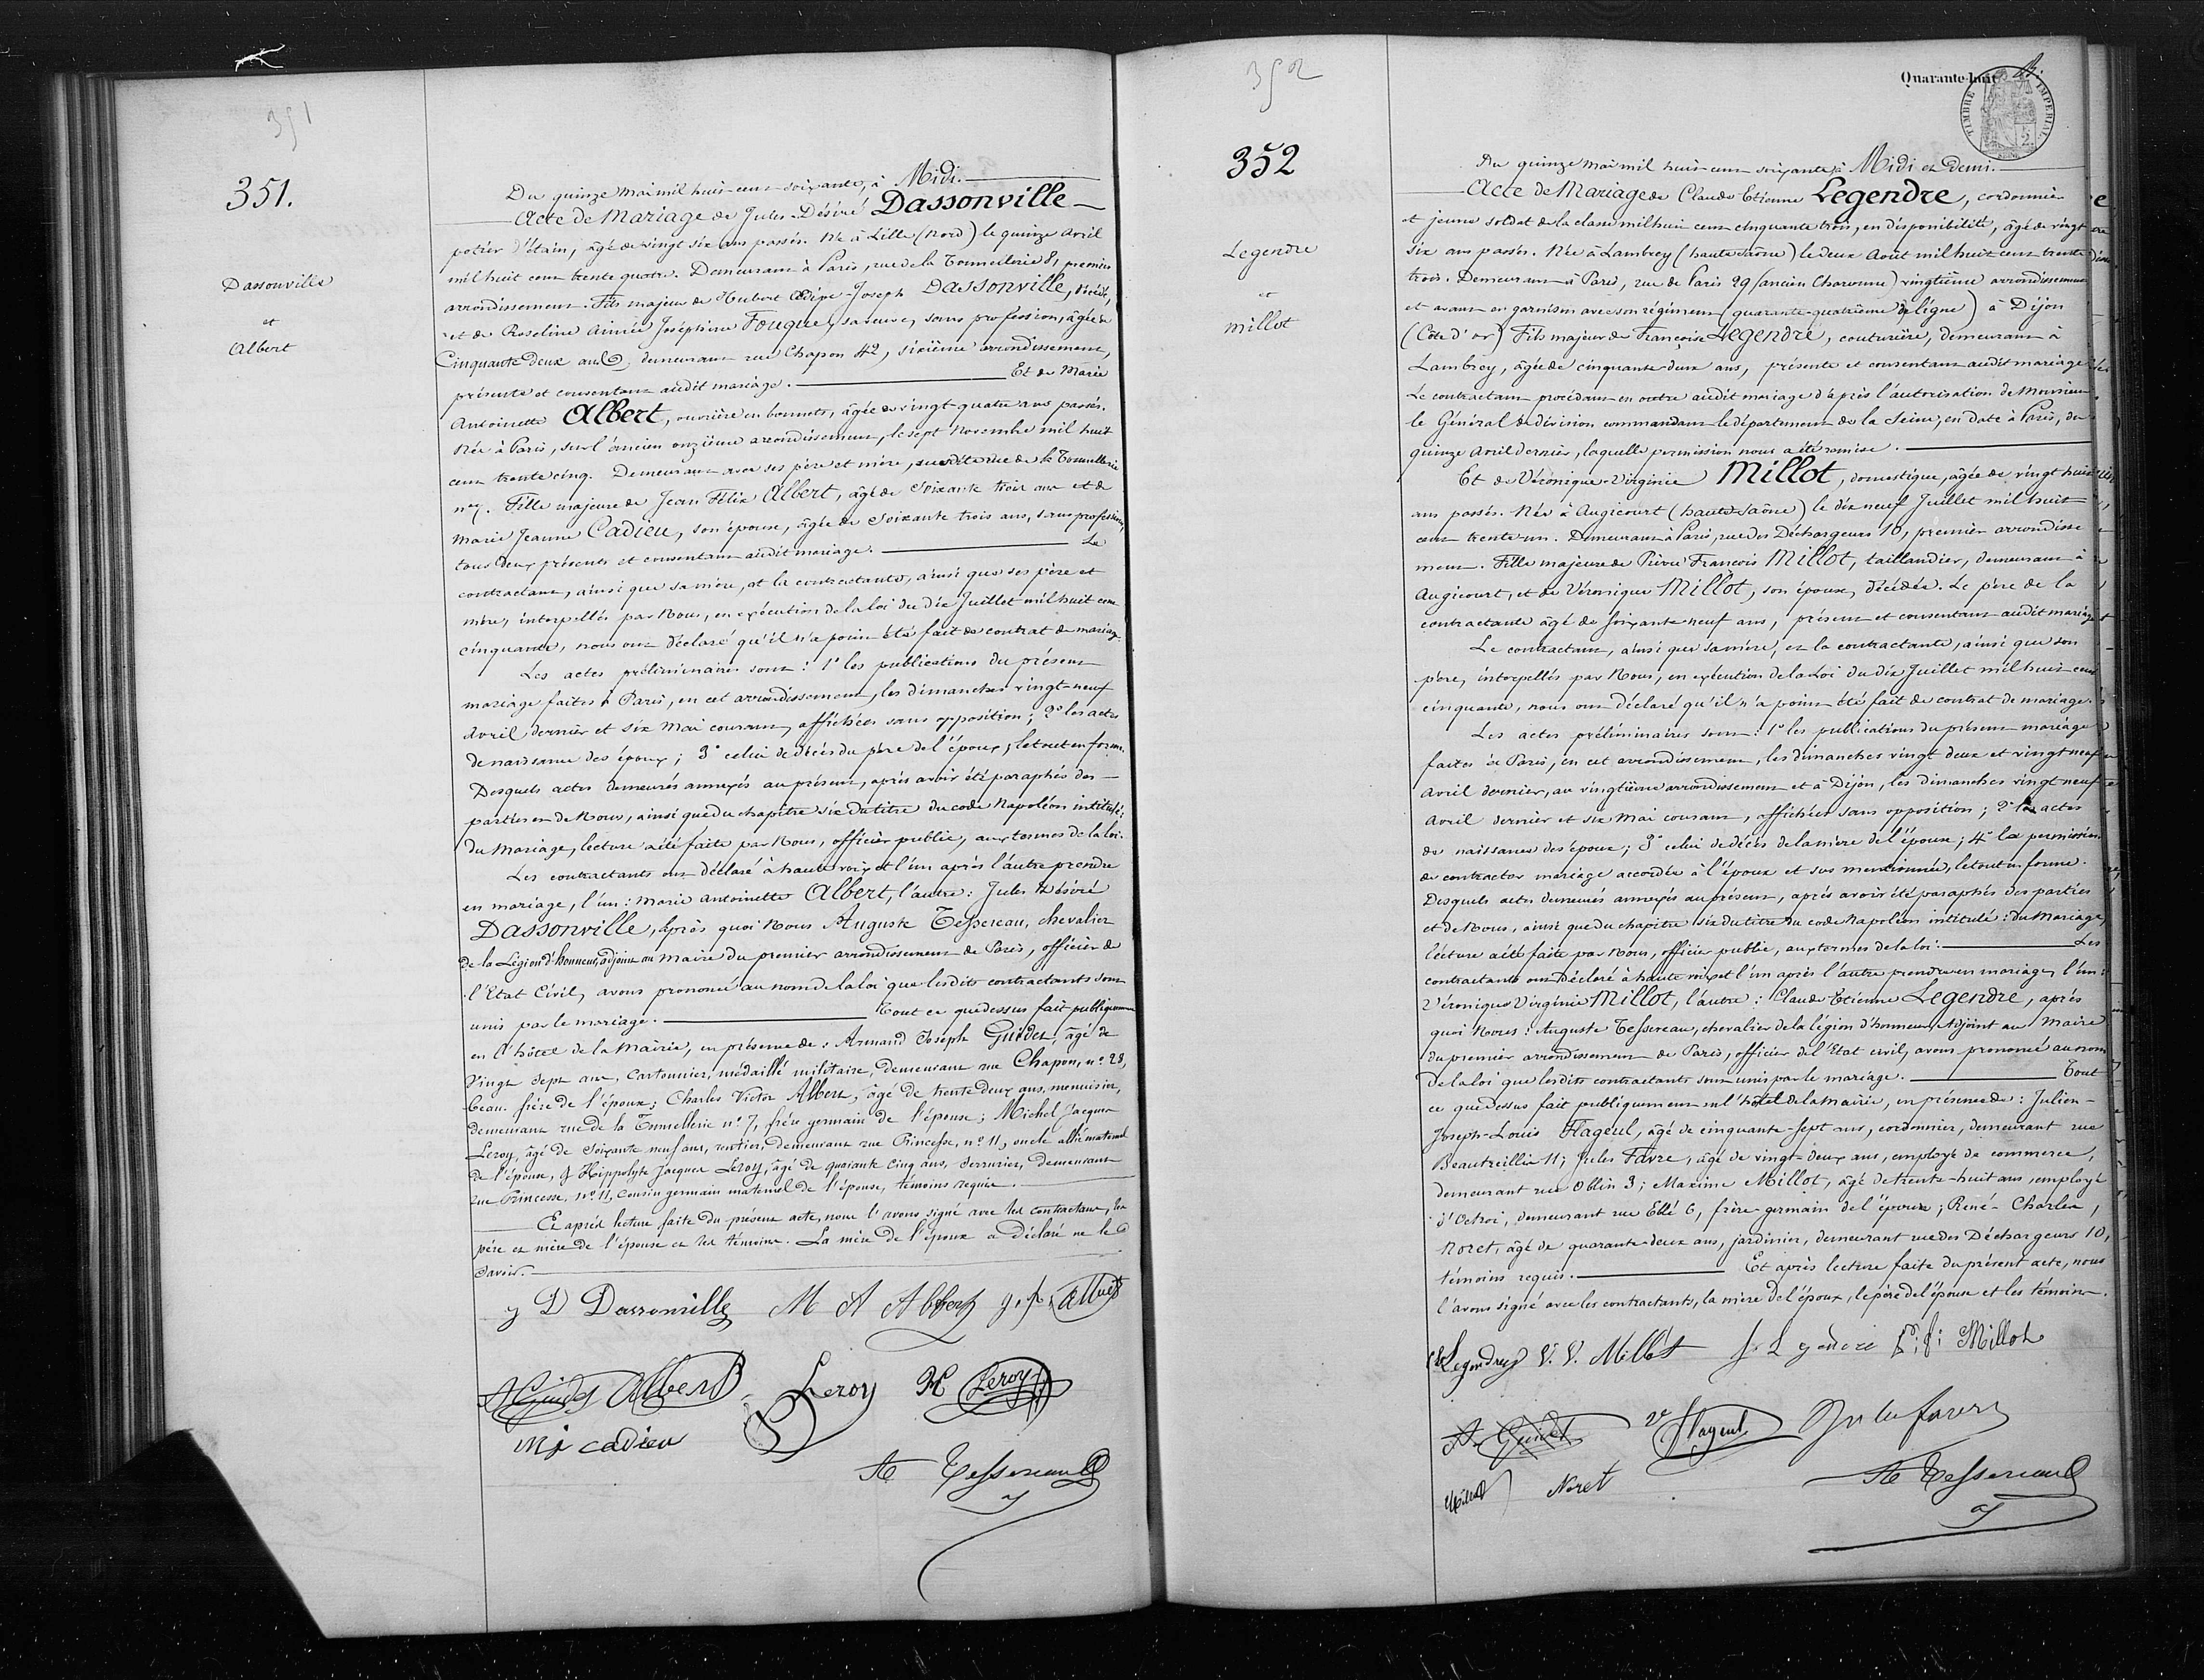 351
351.
Dassonville
et
Albert
Du quinze Mai mil huit cent soixante, à Midi.
Acte de Mariage de Jules Désiré Dassonville
potier d'étain, âgé de vingt six ans passés. Né à Lille (Nord) le quinze Avril
mil huit cent trente quatre. Demeurant à Paris, rue de la Tonnellerie 8, premier
arrondissement. Fils majeur de Hubert Joseph Dassonville, décédé,
et de Roseline Aimée Joséphine Fouque, sa veuve, sans profession, âgée de
Cinquante deux ans, demeurant rue Chapon 42, sixième arrondissement,
présente et consentant audit mariage. Et de Marie
Antoinette Albert, ouvrière en bonnets, âgée de vingt-quatre ans passés.
Née à Paris, sur l'ancien onzième arrondissement, le sept Novembre mil huit
cent trente cinq. Demeurant avec ses père et mère, susdite rue de la Tonnellerie
n° 7. Fille majeure de Jean Félix Albert, âgé de Soixante trois ans et de
Marie Jeanne Cadieu, son épouse, âgée de Soixante trois ans, sans profession,
tous deux présents et consentant audit mariage. Le
contractant, ainsi que sa mère, et la contractante, ainsi que ses père et
mère, interpellés par Nous, en exécution de la loi du dix Juillet mil huit cent
cinquante, nous ont déclaré qu'il n'a point été fait de contrat de mariage.
Les actes préliminaires sont : 1° les publications du présent
mariage faites à Paris, en cet arrondissement, les dimanches vingt-neuf
Avril dernier et six Mai courant, affichées sans opposition ; 2° les actes
de naissance des époux ; 3° celui de décès du père de l'époux ; le tout en forme.
Desquels actes demeurés annexés au présent, après avoir été paraphés des
parties et de Nous, ainsi que du chapitre six du titre du code Napoléon intitulé :
du Mariage, lecture a été faite par Nous, officier public, aux termes de la loi.
Les contractants ont déclaré à haute voix et l'un après l'autre prendre
en mariage, l'un : Marie Antoinette Albert, l'autre : Jules Désiré
Dassonville, après quoi Nous Auguste Tessereau, chevalier
de la Légion d'honneur, adjoint au Maire du premier arrondissement de Paris, officier de
l'Etat Civil, avons prononcé au nom de la loi que lesdits contractants sont
unis par le mariage. Tout ce que dessus fait publiquement
en l'hôtel de la Mairie, en présence de : Armand Joseph Guidez, âgé de
Vingt sept ans, Cartonnier, médaillé militaire, demeurant rue Chapon, n° 28,
beau-frère de l'époux ; Charles Victor Albert, âgé de trente deux ans, menuisier,
demeurant rue de la Tonnellerie n° 7, frère germain de l'épouse ; Michel Jacques
Leroy, âgé de Soixante neuf ans, rentier, demeurant rue Princesse, n° 11, oncle allié maternel
de l'épouse, & Hippolyte Jacques Leroy, âgé de quarante cinq ans, serrurier, demeurant
rue Princesse, n° 11, cousin germain maternel de l'épouse, témoins requis.
Et après lecture faite du présent acte, nous l'avons signé avec les contractants, les
père et mère de l'épouse et les témoins. La mère de l'époux a déclaré ne le
savoir.
J D Dassonville M A Albert J. f. Albert
A Guidez Albert Leroy H Leroy
M J cadieu
Ate Tessereau
352
352
Legendre
et
Millot
Quarante-huit
TIMBRE IMPERIAL
Du quinze Mai mil huit cent soixante, à Midi et Demi.
Acte de Mariage de Claude Etienne Legendre, cordonnier
et jeune soldat de la classe mil huit cent cinquante trois, en disponibilité, âgé de vingt
six ans passés. Né à Lambrey (haute Saône) le deux Août mil huit cent trente
trois. Demeurant à Paris, rue de Paris 29 (ancien Charonne) vingtième arrondissement
et avant en garnison avec son régiment (quarante-quatrième de ligne) à Dijon
(Côte d'or) Fils majeur de Françoise Legendre, couturière, demeurant à
Lambrey, âgée de cinquante deux ans, présente et consentant audit mariage
Le contractant procédant en outre audit mariage d'après l'autorisation de Monsieur
le Général de division commandant le département de la Seine, en date à Paris, du
quinze Avril dernier, laquelle permission nous a été remise.
Et de Véronique-Virginie Millot, domestique, âgée de vingt huit
ans passés. Née à Augicourt (haute Saône) le dix neuf Juillet mil huit
cent trente un. Demeurant à Paris, rue des Déchargeurs 10, premier arrondisse
ment. Fille majeure de Pierre François Millot, taillandier, demeurant à
Augicourt, et de Véronique Millot, son épouse, décédée. Le père de la
contractante âgé de soixante neuf ans, présent et consentant audit mariage
Le contractant, ainsi que sa mère, et la contractante, ainsi que son
père, interpellés par Nous, en exécution de la Loi du dix Juillet mil huit cent
cinquante, nous ont déclaré qu'il n'a point été fait de contrat de mariage.
Les actes préliminaires sont : 1° les publications du présent mariage
faites à Paris, en cet arrondissement, les dimanches vingt deux et vingt neuf
Avril dernier, au vingtième arrondissement et à Dijon, les dimanches vingt neuf
Avril dernier et six Mai courant, affichées sans opposition ; 2° les actes
de naissance des époux ; 3° celui de décès de la mère de l'épouse ; 4° la permission
de contracter mariage accordée à l'époux et sus mentionnée, le tout en forme.
Desquels actes demeurés annexés au présent, après avoir été paraphés des parties
et de Nous, ainsi que du chapitre six du titre du code Napoléon intitulé : du Mariage,
lecture a été faite par Nous, officier public, aux termes de la loi. Les
contractants ont déclaré à haute voix et l'un après l'autre prendre en mariage, l'un :
Véronique Virginie Millot, l'autre : Claude Etienne Legendre, après
quoi Nous : Auguste Tessereau, chevalier de la légion d'honneur, Adjoint au Maire
du premier arrondissement de Paris, officier de l'Etat civil, avons prononcé au nom
de la loi que lesdits contractants sont unis par le mariage. Tout
ce que dessus fait publiquement en l'hôtel de la Mairie, en présence de : Julien-
Joseph-Louis Flageul, âgé de cinquante-sept ans, cordonnier, demeurant rue
Beautreillis 11 ; Jules Favre, âgé de vingt-deux ans, employé de commerce,
demeurant rue Oblin 3 ; Maxime Millot, âgé de trente-huit ans, employé
d'Octroi, demeurant rue Eblé 6, frère germain de l'épouse ; René-Charles,
Noret, âgé de quarante-deux ans, jardinier, demeurant rue des Déchargeurs 10,
témoins requis. Et après lecture faite du présent acte, nous
l'avons signé avec les contractants, la mère de l'époux, le père de l'épouse et les témoins.
Legendre V. V. Millot f Legendre P. f. Millot
A Guidez Flageul Jules favre
Millot Noret Ate Tessereau